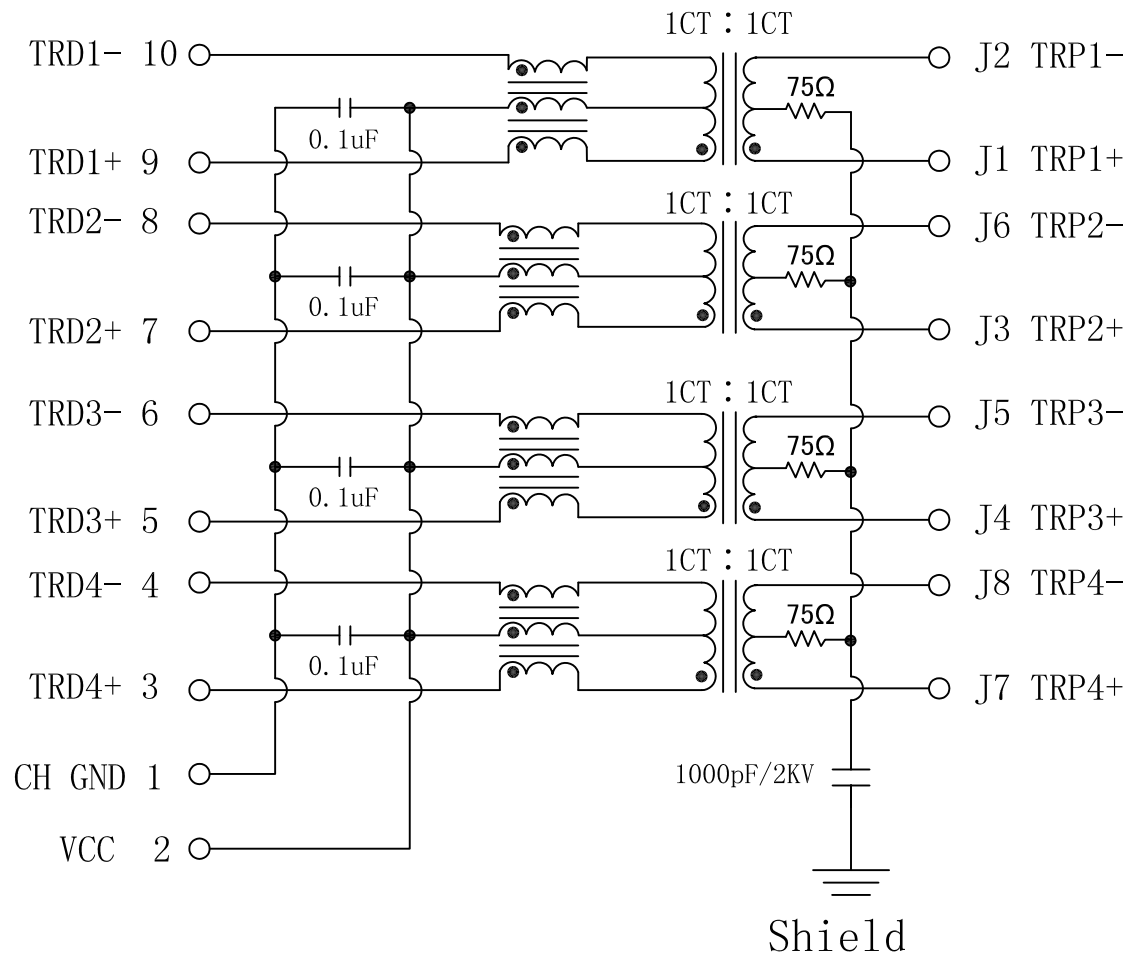 1CT : 1CT
TRD1- 10
J2 TRP1-
75Ω
0.1uF
TRD1+ 9
J1 TRP1+
1CT : 1CT
TRD2- 8
J6 TRP2-
75Ω
0.1uF
TRD2+ 7
J3 TRP2+
1CT : 1CT
TRD3- 6
J5 TRP3-
75Ω
0.1uF
TRD3+ 5
J4 TRP3+
1CT : 1CT
TRD4- 4
J8 TRP4-
75Ω
0.1uF
TRD4+ 3
J7 TRP4+
CH GND 1
1000pF/2KV
VCC 2
Shield